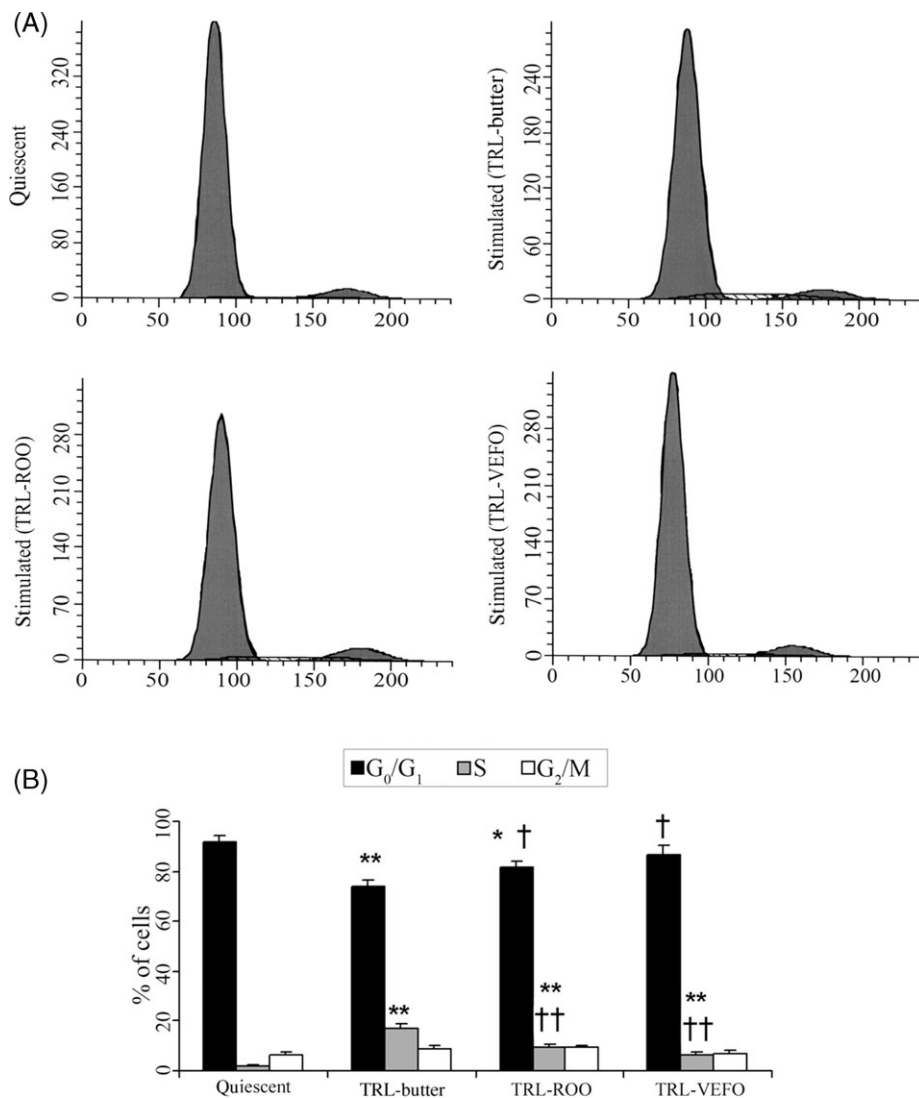 (A)
Quiescent
320
240
160
80
0
0 50 100 150 200
Stimulated (TRL-butter)
240
180
120
60
0
0 50 100 150 200
Stimulated (TRL-ROO)
280
210
140
70
0
0 50 100 150 200
Stimulated (TRL-VEFO)
280
210
140
70
0
0 50 100 150 200
(B)
G₀/G₁ S G₂/M
% of cells
100
80
60
40
20
0
** ** * † ** †† † ** ††
Quiescent TRL-butter TRL-ROO TRL-VEFO